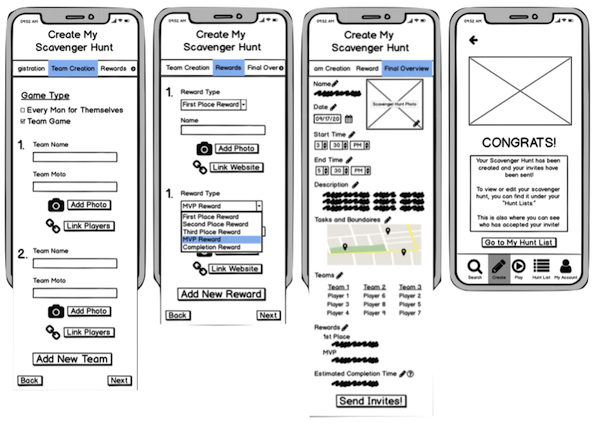 09:52 AM
Create My
Scavenger Hunt
gistration
Team Creation
Rewards
Game Type
Every Man for Themselves
Team Game
1.
Team Name
Team Moto
Add Photo
Link Players
2.
Team Name
Team Moto
Add Photo
Link Players
Add New Team
Back
Next
09:52 AM
Create My
Scavenger Hunt
Team Creation
Rewards
Final Over
1.
Reward Type
First Place Reward
Name
Add Photo
Link Website
1.
Reward Type
MVP Reward
First Place Reward
Second Place Reward
Third Place Reward
MVP Reward
Completion Reward
Link Website
Add New Reward
Back
Next
09:52 AM
Create My
Scavenger Hunt
am Creation
Reward
Final Overview
Name
Scavenger Hunt Photo
Date
09/17/20
Start Time
3
30
PM
End Time
5
30
PM
Description
Tasks and Boundaires
Teams
Team 1
Team 2
Team 3
Player 1
Player 6
Player 2
Player 3
Player 8
Player 5
Player 4
Player 9
Player 7
Rewards
1st Place
MVP
Estimated Completion Time
Send Invites!
09:52 AM
CONGRATS!
Your Scavenger Hunt has been
created and your invites have
been sent!
To view or edit your scavenger
hunt, you can find it under your
"Hunt Lists."
This is also where you can see
who has accepted your invite!
Go to My Hunt List
Search
Create
Play
Hunt List
My Account